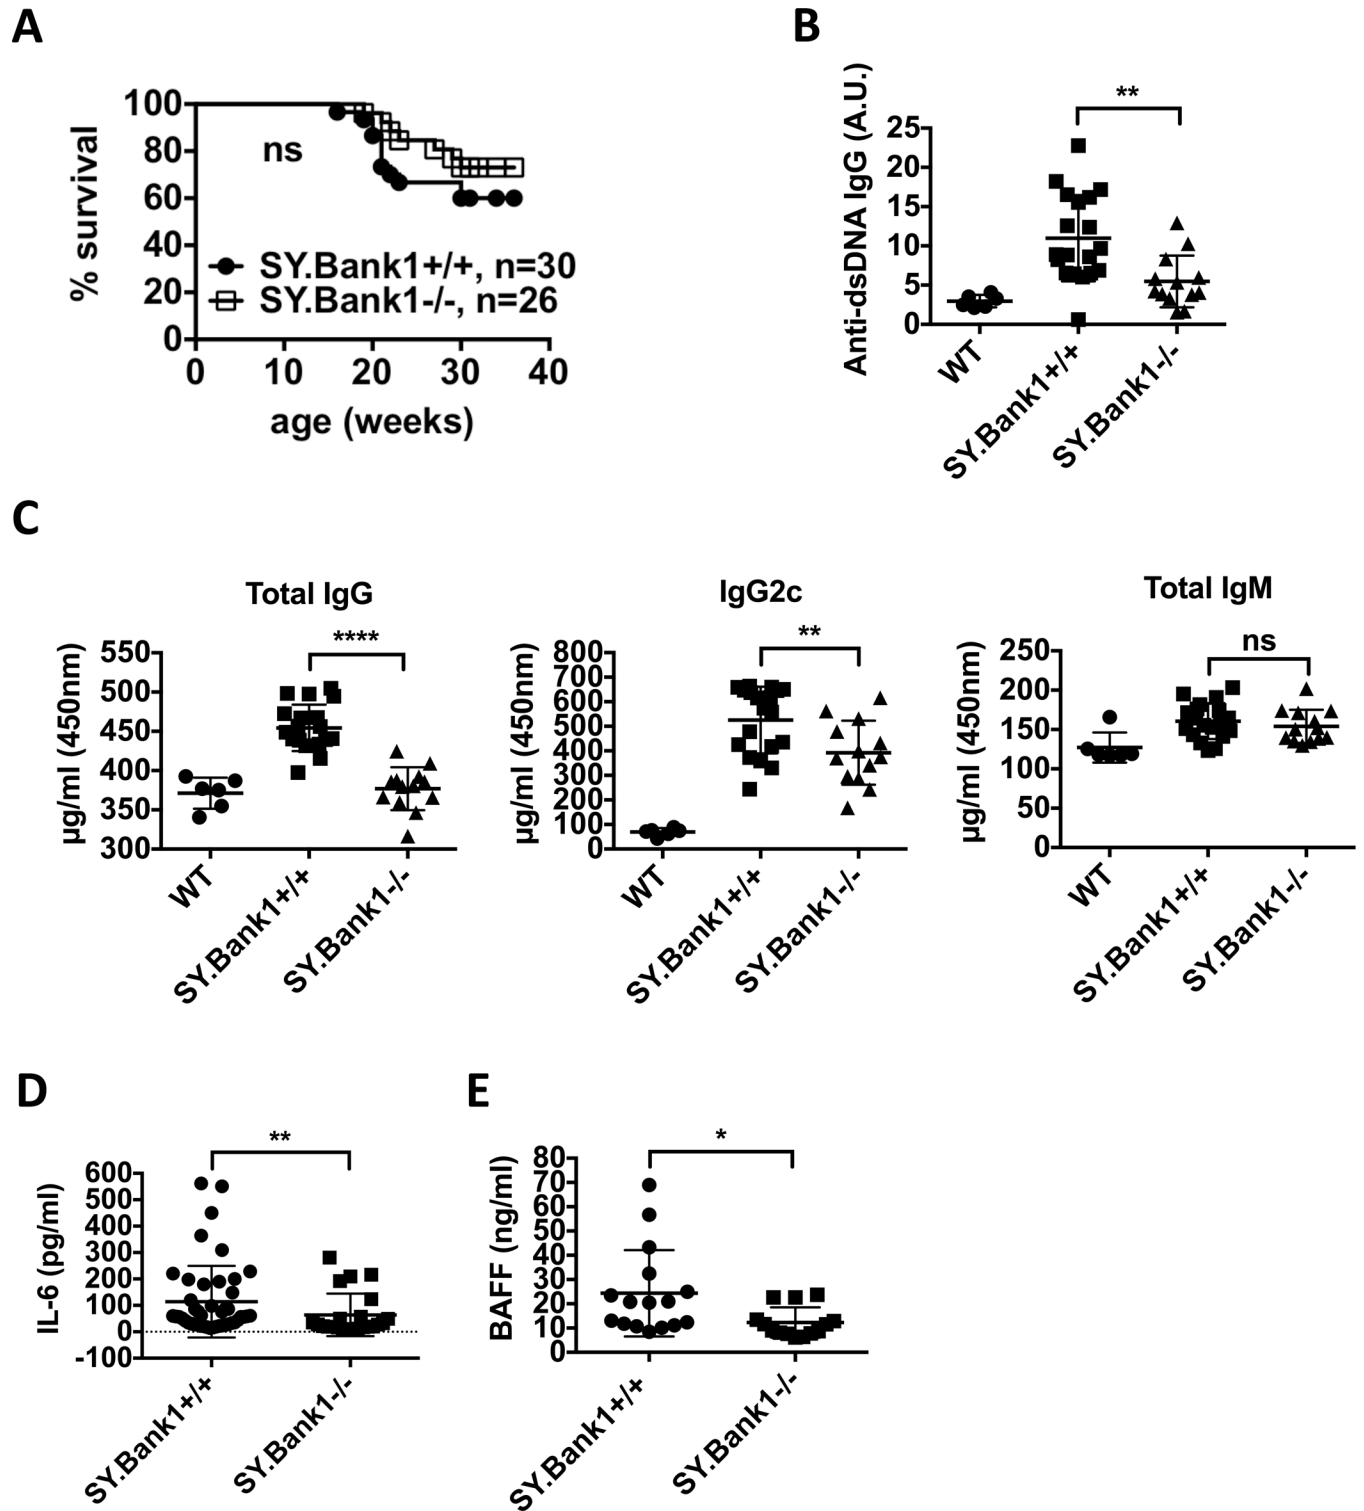 A
% survival
100
80
60
40
20
0
ns
SY.Bank1+/+, n=30
SY.Bank1-/-, n=26
0 10 20 30 40
age (weeks)
B
Anti-dsDNA IgG (A.U.)
25
20
15
10
5
0
**
WT
SY.Bank1+/+
SY.Bank1-/-
C
Total IgG
µg/ml (450nm)
550
500
450
400
350
300
****
WT
SY.Bank1+/+
SY.Bank1-/-
IgG2c
µg/ml (450nm)
800
700
600
500
400
300
200
100
0
**
WT
SY.Bank1+/+
SY.Bank1-/-
Total IgM
µg/ml (450nm)
250
200
150
100
50
0
ns
WT
SY.Bank1+/+
SY.Bank1-/-
D
IL-6 (pg/ml)
600
500
400
300
200
100
0
-100
**
SY.Bank1+/+
SY.Bank1-/-
E
BAFF (ng/ml)
80
70
60
50
40
30
20
10
0
*
SY.Bank1+/+
SY.Bank1-/-